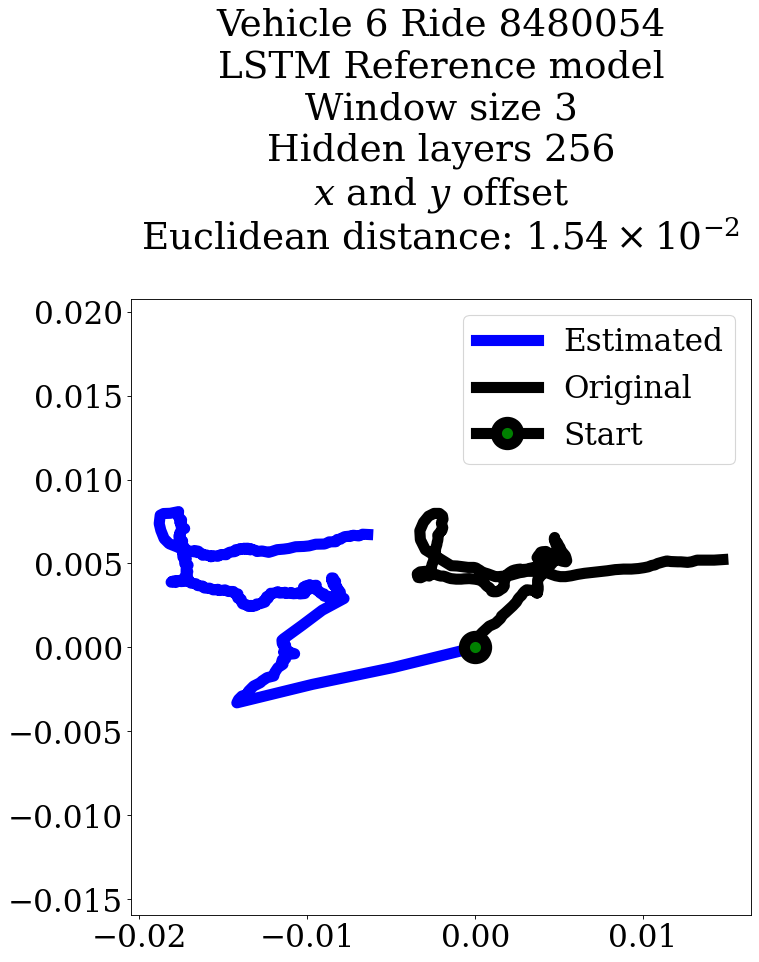 Vehicle 6 Ride 8480054
LSTM Reference model
Window size 3
Hidden layers 256
x and y offset
Euclidean distance: 1.54 × 10⁻²
Estimated
Original
Start
0.020
0.015
0.010
0.005
0.000
−0.005
−0.010
−0.015
−0.02 −0.01 0.00 0.01